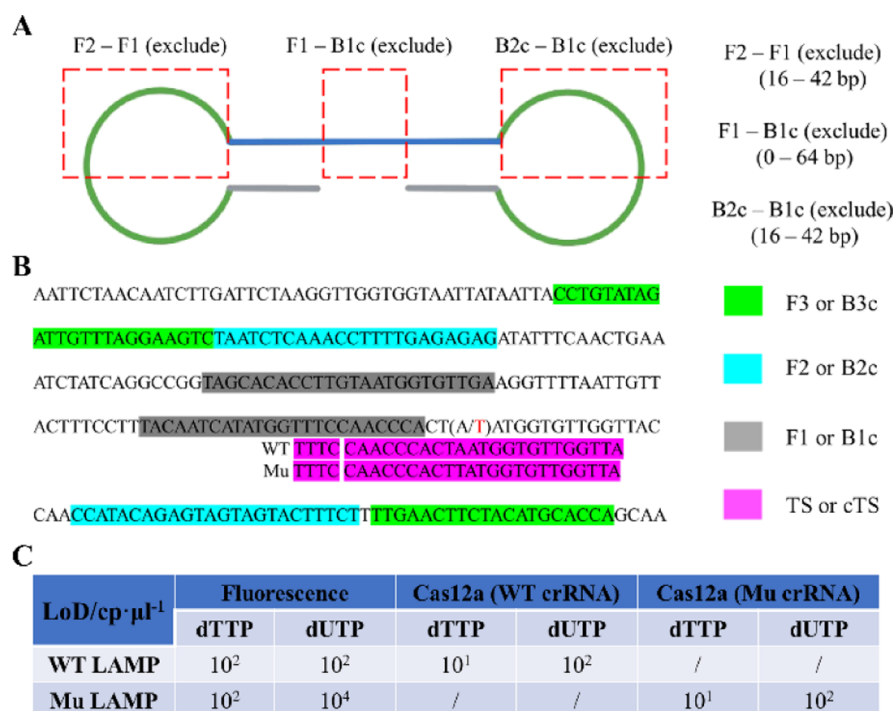 A
F2 – F1 (exclude) F1 – B1c (exclude) B2c – B1c (exclude)
F2 – F1 (exclude)
(16 – 42 bp)
F1 – B1c (exclude)
(0 – 64 bp)
B2c – B1c (exclude)
(16 – 42 bp)
B
AATTCTAACAATCTTGATTCTAAGGTTGGTGGTAATTATAATTACCTGTATAG
ATTGTTTAGGAAGTCTAATCTCAAACCTTTTGAGAGAGATATTTCAACTGAA
ATCTATCAGGCCGGTAGCACACCTTGTAATGGTGTTGAAGGTTTTAATTGTT
ACTTTCCTTTACAATCATATGGTTTCCAACCCACT(A/T)ATGGTGTTGGTTAC
WT TTTC CAACCCACTAATGGTGTTGGTTA
Mu TTTC CAACCCACTTATGGTGTTGGTTA
CAACCATACAGAGTAGTAGTACTTTCTTTTGAACTTCTACATGCACCAGCAA
F3 or B3c
F2 or B2c
F1 or B1c
TS or cTS
C
LoD/cp·μl⁻¹ Fluorescence Cas12a (WT crRNA) Cas12a (Mu crRNA)
dTTP dUTP dTTP dUTP dTTP dUTP
WT LAMP 10² 10² 10¹ 10² / /
Mu LAMP 10² 10⁴ / / 10¹ 10²